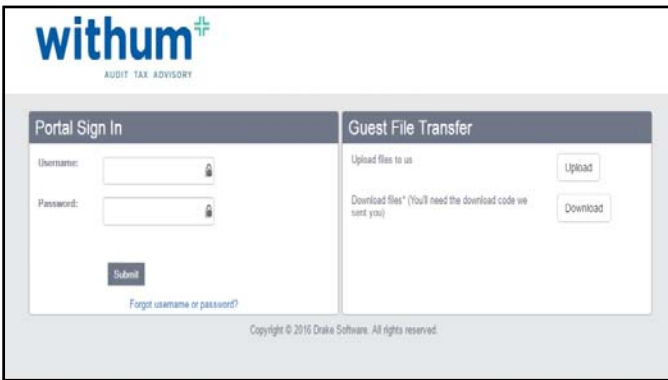 withum+
AUDIT TAX ADVISORY
Portal Sign In
Username:
Password:
Submit
Forgot username or password?
Guest File Transfer
Upload files to us
Upload
Download files* (You'll need the download code we
sent you)
Download
Copyright © 2016 Drake Software. All rights reserved.